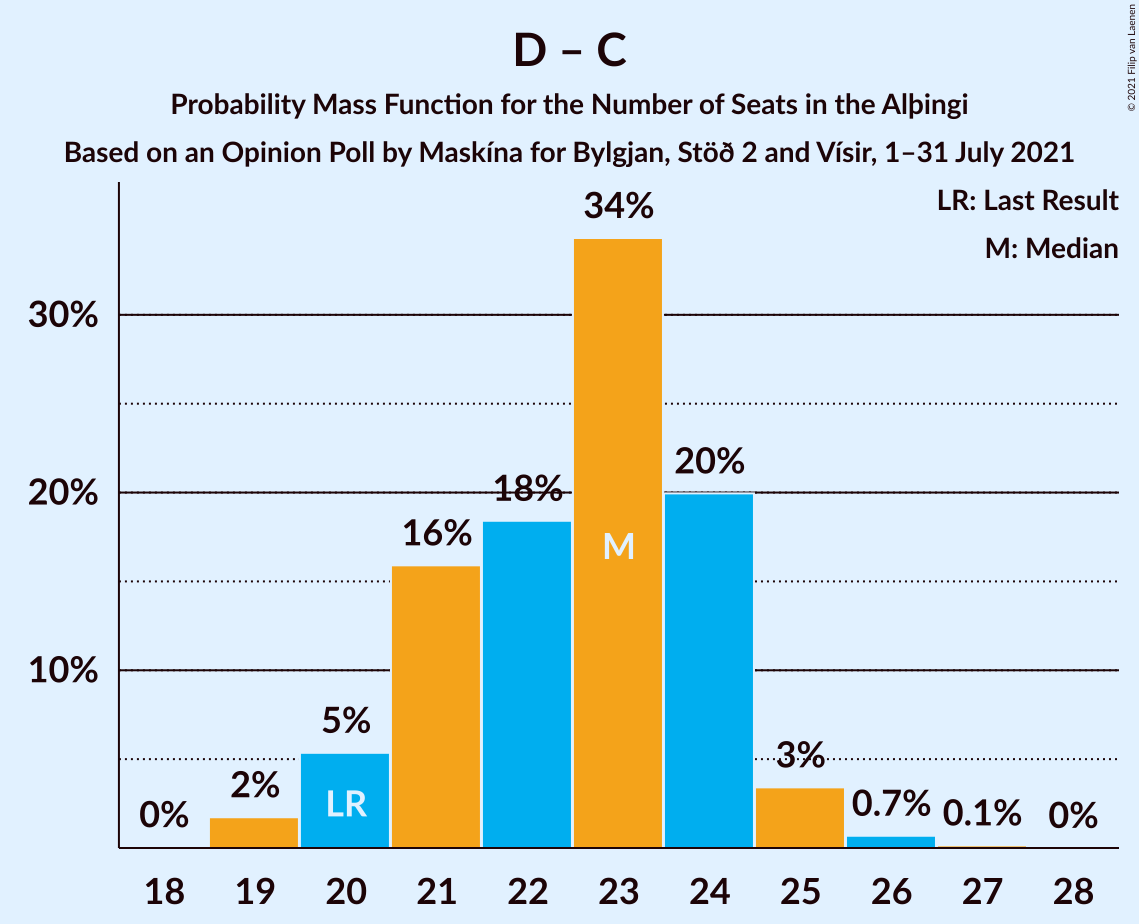 D – C
Probability Mass Function for the Number of Seats in the Alþingi
Based on an Opinion Poll by Maskína for Bylgjan, Stöð 2 and Vísir, 1–31 July 2021
© 2021 Filip van Laenen
LR: Last Result
M: Median
30%
20%
10%
0%
2%
5%
16%
18%
34%
20%
3%
0.7%
0.1%
0%
LR
M
18 19 20 21 22 23 24 25 26 27 28